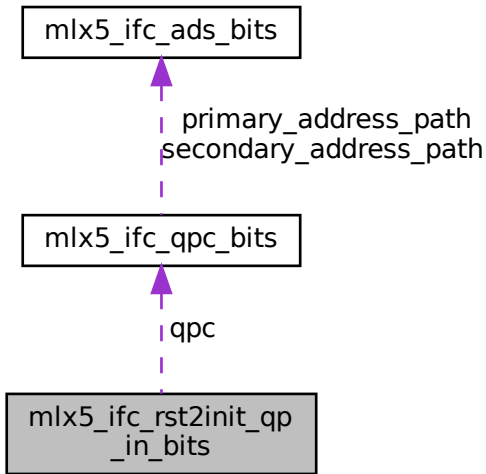 mlx5_ifc_ads_bits
primary_address_path
secondary_address_path
mlx5_ifc_qpc_bits
qpc
mlx5_ifc_rst2init_qp
_in_bits